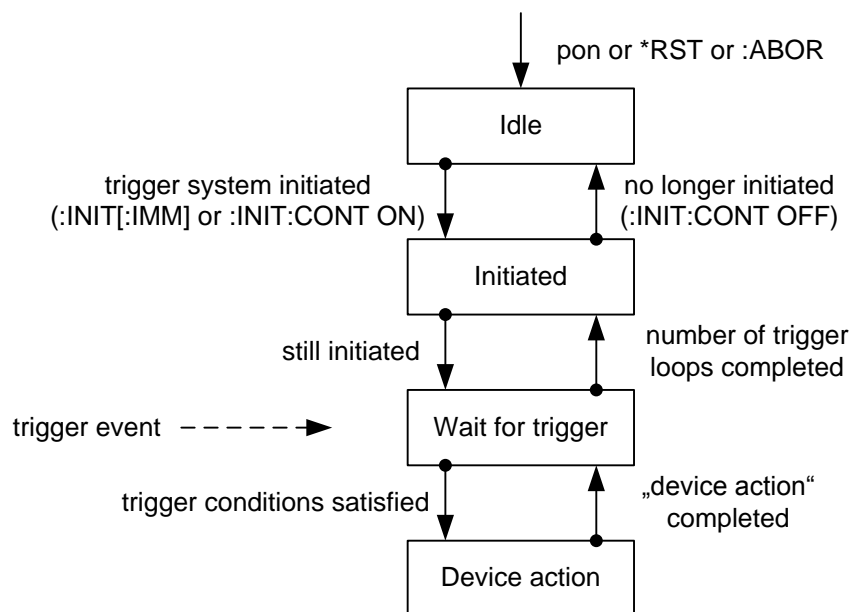 pon or *RST or :ABOR
Idle
trigger system initiated
(:INIT[:IMM] or :INIT:CONT ON)
no longer initiated
(:INIT:CONT OFF)
Initiated
still initiated
number of trigger
loops completed
trigger event
Wait for trigger
trigger conditions satisfied
„device action“
completed
Device action